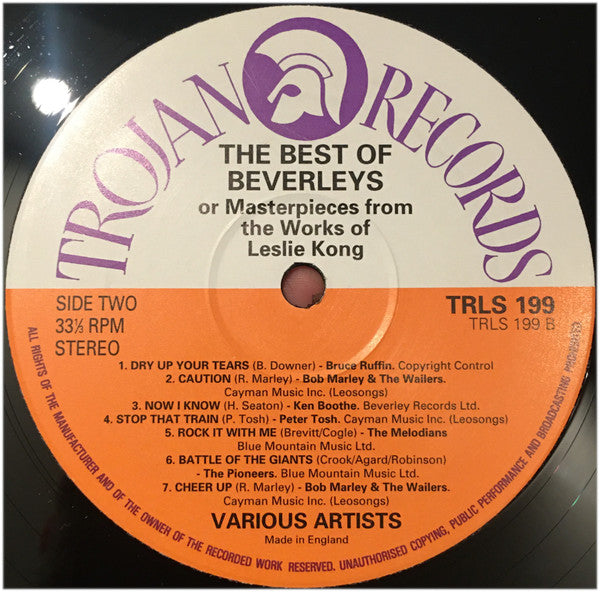 TROJAN RECORDS
THE BEST OF
BEVERLEYS
or Masterpieces from
the Works of
Leslie Kong
SIDE TWO
33⅓ RPM
STEREO
TRLS 199
TRLS 199 B
1. DRY UP YOUR TEARS (B. Downer) - Bruce Ruffin. Copyright Control
2. CAUTION (R. Marley) - Bob Marley & The Wailers.
Cayman Music Inc. (Leosongs)
3. NOW I KNOW (H. Seaton) - Ken Boothe. Beverley Records Ltd.
4. STOP THAT TRAIN (P. Tosh) - Peter Tosh. Cayman Music Inc. (Leosongs)
5. ROCK IT WITH ME (Brevitt/Cogle) - The Melodians
Blue Mountain Music Ltd.
6. BATTLE OF THE GIANTS (Crook/Agard/Robinson)
- The Pioneers. Blue Mountain Music Ltd.
7. CHEER UP (R. Marley) - Bob Marley & The Wailers.
Cayman Music Inc. (Leosongs)
VARIOUS ARTISTS
Made in England
ALL RIGHTS OF THE MANUFACTURER AND OF THE OWNER OF THE RECORDED WORK RESERVED. UNAUTHORISED COPYING, PUBLIC PERFORMANCE AND BROADCASTING PROHIBITED